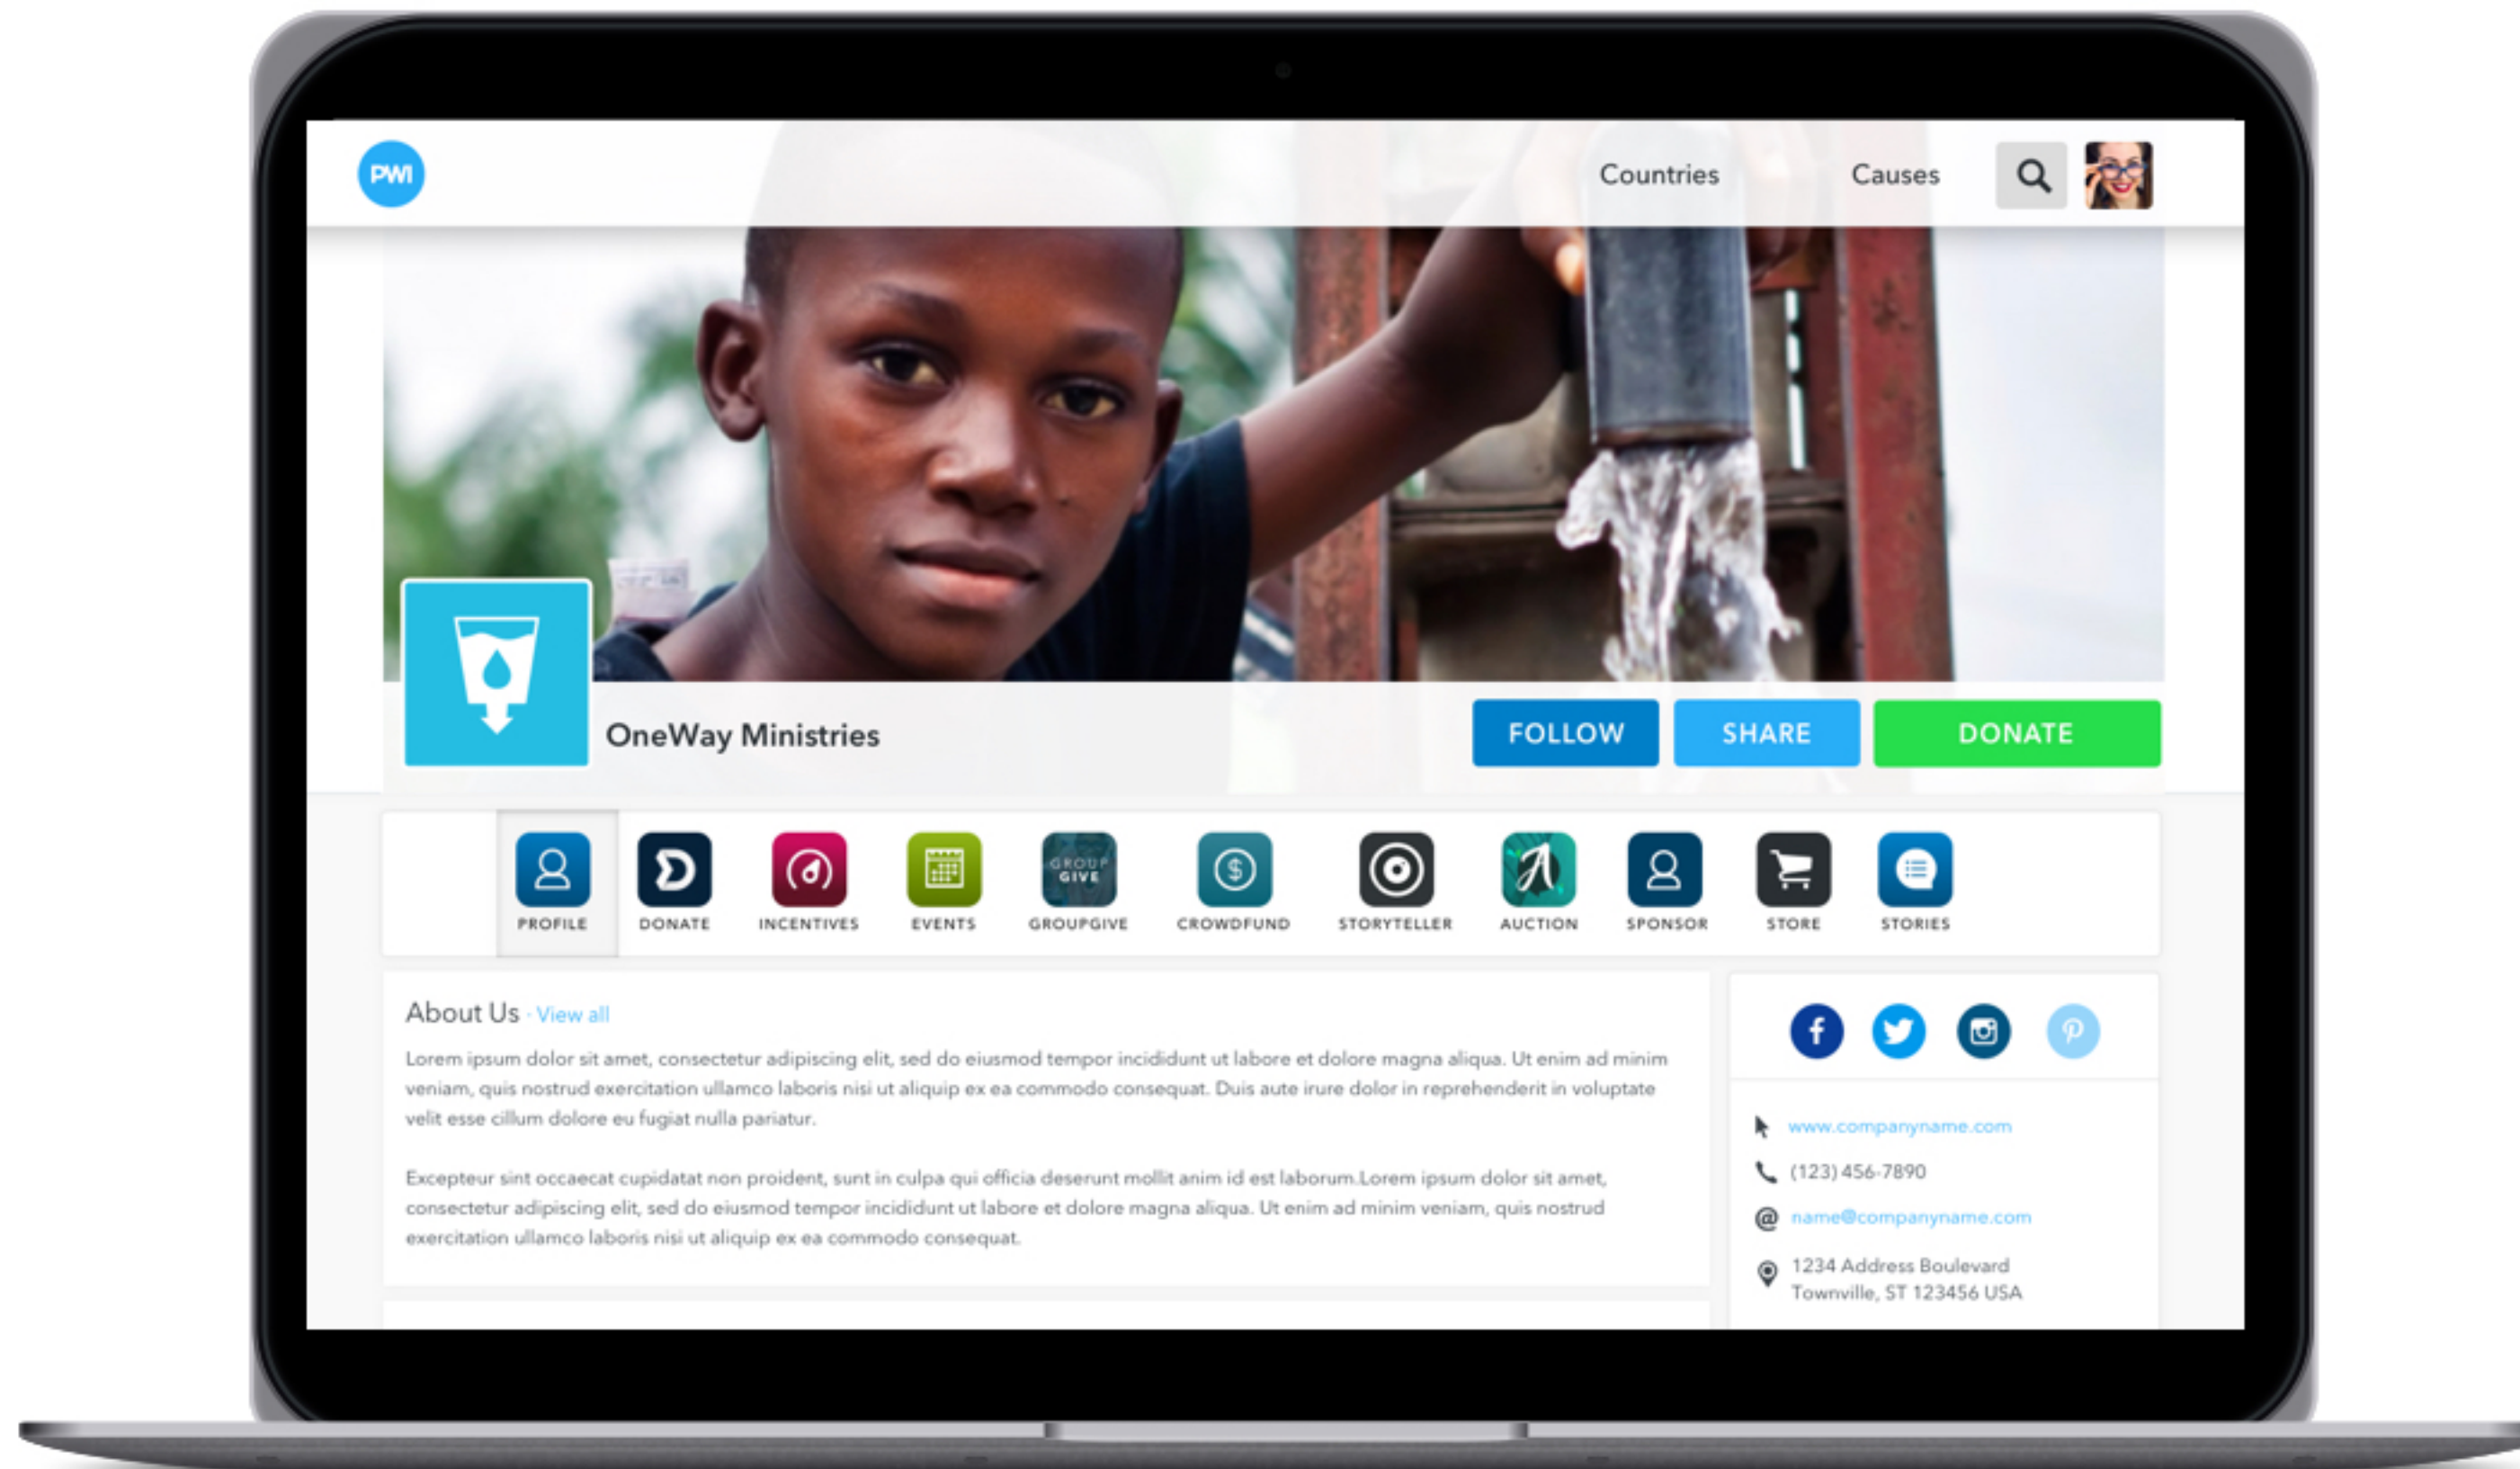 PWI
Countries
Causes
OneWay Ministries
FOLLOW
SHARE
DONATE
GROUP
GIVE
PROFILE
DONATE
INCENTIVES
EVENTS
GROUPGIVE
CROWDFUND
STORYTELLER
AUCTION
SPONSOR
STORE
STORIES
About Us · View all
Lorem ipsum dolor sit amet, consectetur adipiscing elit, sed do eiusmod tempor incididunt ut labore et dolore magna aliqua. Ut enim ad minim
veniam, quis nostrud exercitation ullamco laboris nisi ut aliquip ex ea commodo consequat. Duis aute irure dolor in reprehenderit in voluptate
velit esse cillum dolore eu fugiat nulla pariatur.
Excepteur sint occaecat cupidatat non proident, sunt in culpa qui officia deserunt mollit anim id est laborum.Lorem ipsum dolor sit amet,
consectetur adipiscing elit, sed do eiusmod tempor incididunt ut labore et dolore magna aliqua. Ut enim ad minim veniam, quis nostrud
exercitation ullamco laboris nisi ut aliquip ex ea commodo consequat.
www.companyname.com
(123) 456-7890
name@companyname.com
1234 Address Boulevard
Townville, ST 123456 USA